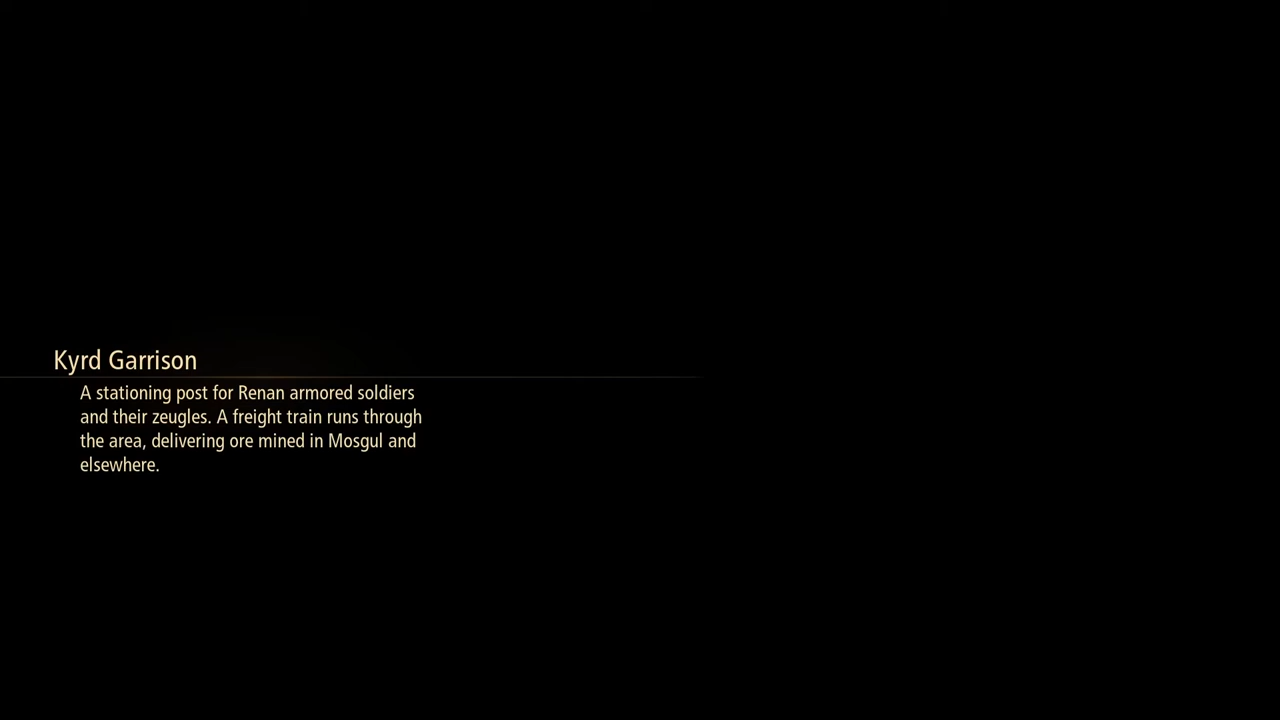 Kyrd Garrison
A stationing post for Renan armored soldiers
and their zeugles. A freight train runs through
the area, delivering ore mined in Mosgul and
elsewhere.